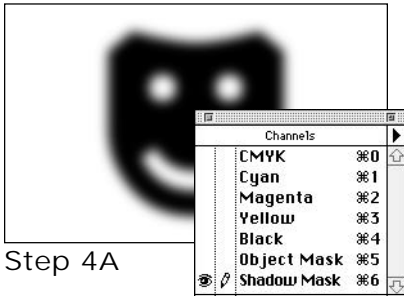 Channels
CMYK ⌘0
Cyan ⌘1
Magenta ⌘2
Yellow ⌘3
Black ⌘4
Object Mask ⌘5
Shadow Mask ⌘6
Step 4A